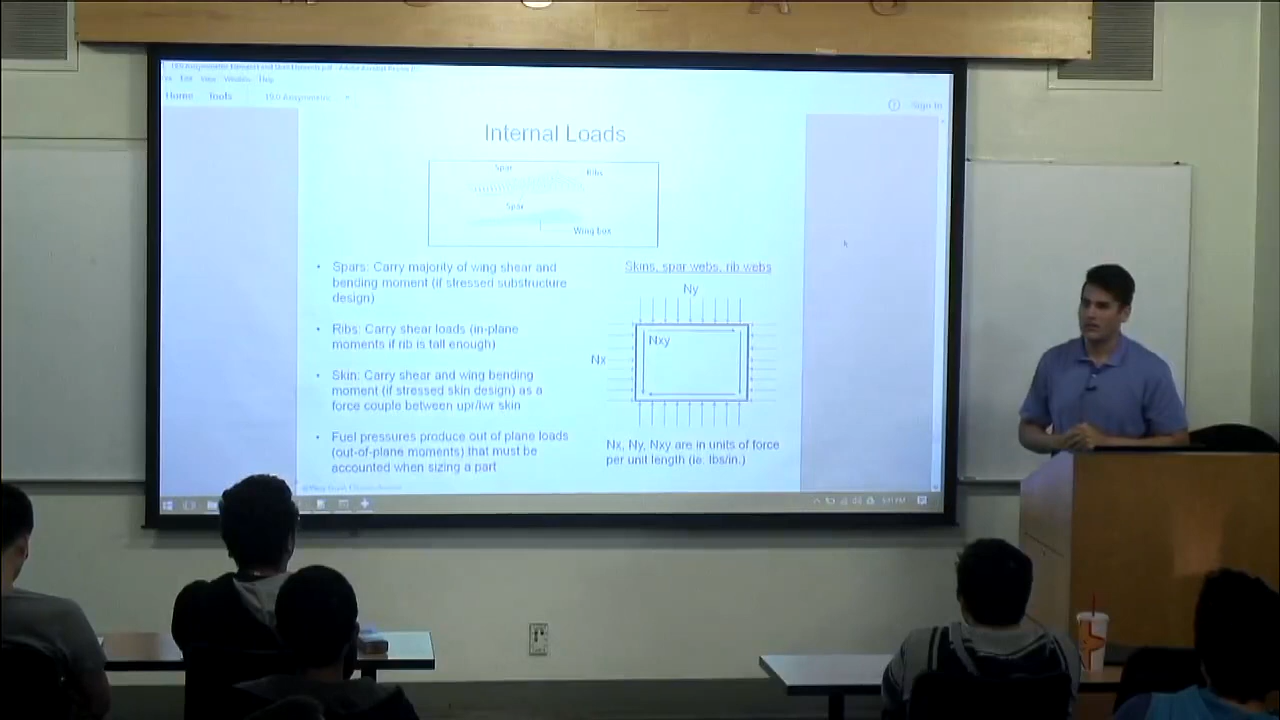 Window Help
Home Tools
Sign In
Internal Loads
Spar
Ribs
Spar
Wing box
• Spars: Carry majority of wing shear and
bending moment (if stressed substructure
design)
• Ribs: Carry shear loads (in-plane
moments if rib is tall enough)
• Skin: Carry shear and wing bending
moment (if stressed skin design) as a
force couple between upr/lwr skin
• Fuel pressures produce out of plane loads
(out-of-plane moments) that must be
accounted when sizing a part
Skins, spar webs, rib webs
Ny
Nxy
Nx
Nx, Ny, Nxy are in units of force
per unit length (ie. lbs/in.)